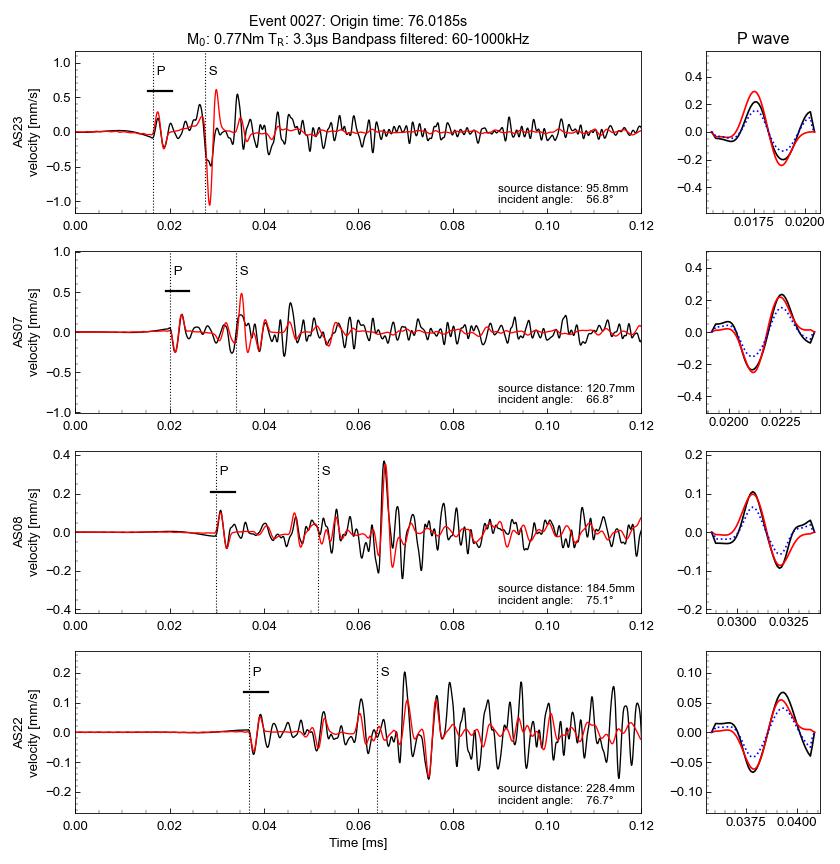 Event 0027: Origin time: 76.0185s
M₀: 0.77Nm T_R: 3.3μs Bandpass filtered: 60-1000kHz
P wave
AS23
velocity [mm/s]
1.0
0.5
0.0
−0.5
−1.0
P
S
source distance: 95.8mm
incident angle: 56.8°
0.00 0.02 0.04 0.06 0.08 0.10 0.12
0.4
0.2
0.0
−0.2
−0.4
0.0175 0.0200
AS07
velocity [mm/s]
1.0
0.5
0.0
−0.5
−1.0
P
S
source distance: 120.7mm
incident angle: 66.8°
0.00 0.02 0.04 0.06 0.08 0.10 0.12
0.4
0.2
0.0
−0.2
−0.4
0.0200 0.0225
AS08
velocity [mm/s]
0.4
0.2
0.0
−0.2
−0.4
P
S
source distance: 184.5mm
incident angle: 75.1°
0.00 0.02 0.04 0.06 0.08 0.10 0.12
0.2
0.1
0.0
−0.1
−0.2
0.0300 0.0325
AS22
velocity [mm/s]
0.2
0.1
0.0
−0.1
−0.2
P
S
source distance: 228.4mm
incident angle: 76.7°
0.00 0.02 0.04 0.06 0.08 0.10 0.12
Time [ms]
0.10
0.05
0.00
−0.05
−0.10
0.0375 0.0400